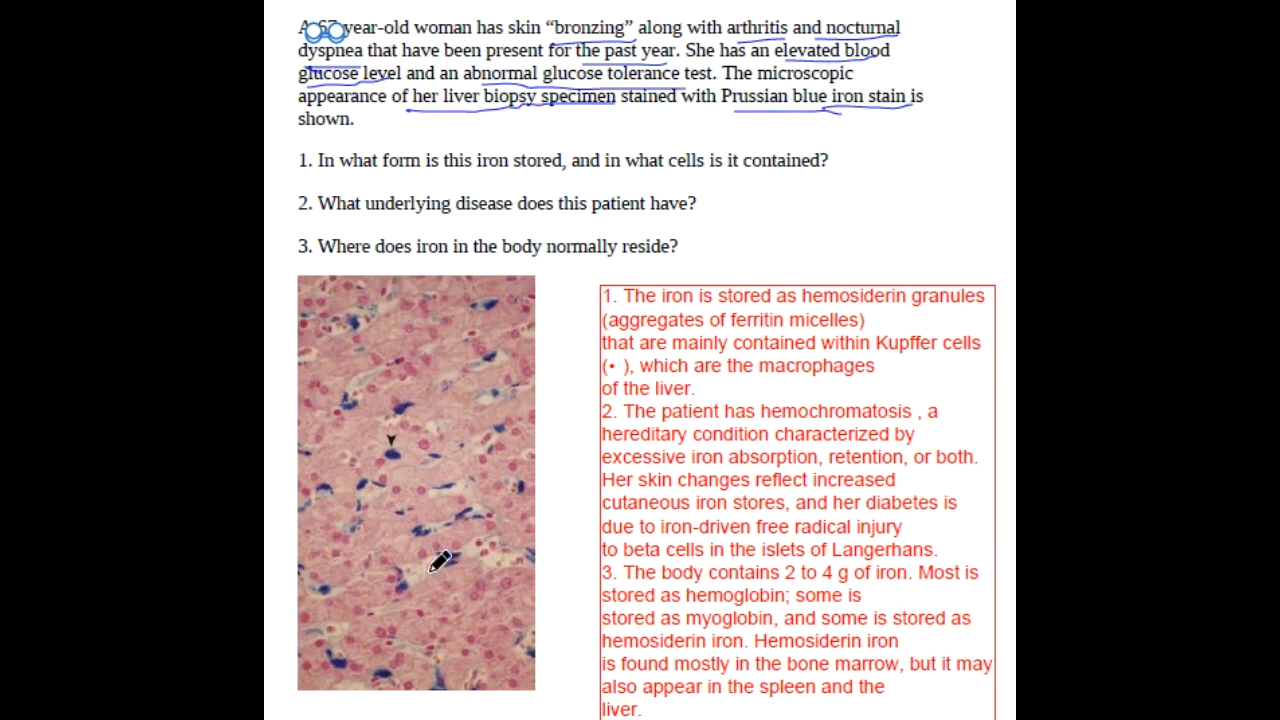 A 67-year-old woman has skin “bronzing” along with arthritis and nocturnal
dyspnea that have been present for the past year. She has an elevated blood
glucose level and an abnormal glucose tolerance test. The microscopic
appearance of her liver biopsy specimen stained with Prussian blue iron stain is
shown.
1. In what form is this iron stored, and in what cells is it contained?
2. What underlying disease does this patient have?
3. Where does iron in the body normally reside?
1. The iron is stored as hemosiderin granules
(aggregates of ferritin micelles)
that are mainly contained within Kupffer cells
(• ), which are the macrophages
of the liver.
2. The patient has hemochromatosis , a
hereditary condition characterized by
excessive iron absorption, retention, or both.
Her skin changes reflect increased
cutaneous iron stores, and her diabetes is
due to iron-driven free radical injury
to beta cells in the islets of Langerhans.
3. The body contains 2 to 4 g of iron. Most is
stored as hemoglobin; some is
stored as myoglobin, and some is stored as
hemosiderin iron. Hemosiderin iron
is found mostly in the bone marrow, but it may
also appear in the spleen and the
liver.